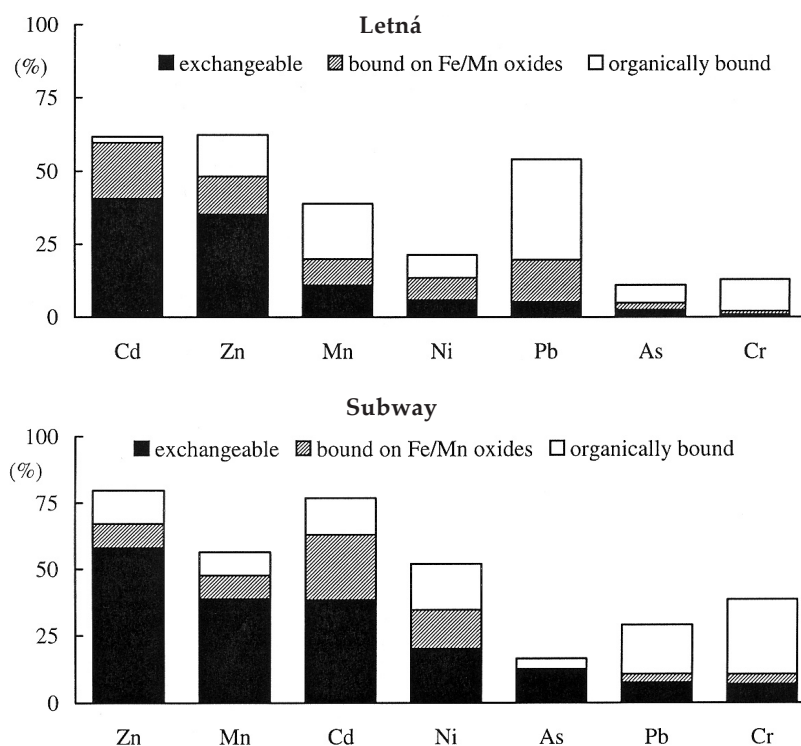 Letná
100
(%)
exchangeable bound on Fe/Mn oxides organically bound
75
50
25
0
Cd Zn Mn Ni Pb As Cr
Subway
100
(%)
exchangeable bound on Fe/Mn oxides organically bound
75
50
25
0
Zn Mn Cd Ni As Pb Cr